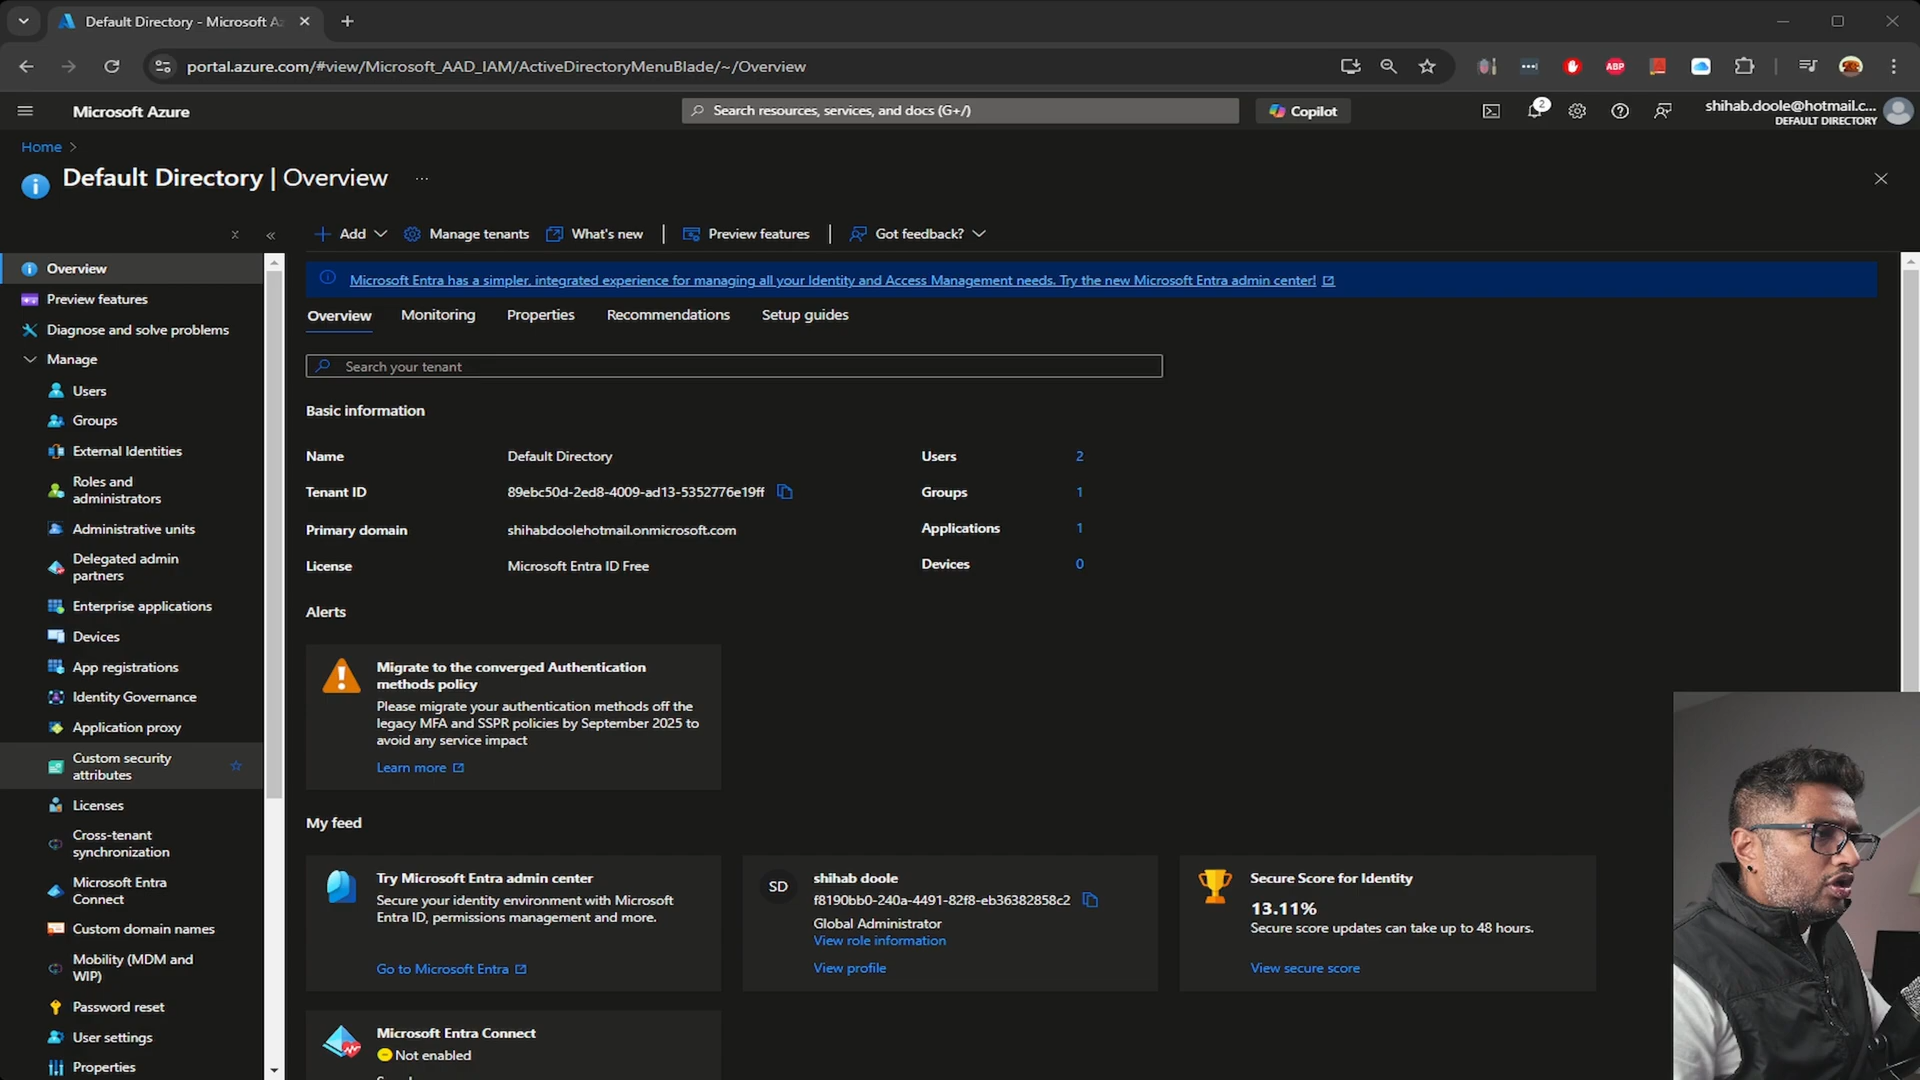 Default Directory - Microsoft Az
portal.azure.com/#view/Microsoft_AAD_IAM/ActiveDirectoryMenuBlade/~/Overview
ABP
Microsoft Azure
Search resources, services, and docs (G+/)
Copilot
2
shihab.doole@hotmail.c...
DEFAULT DIRECTORY
Home >
Default Directory | Overview ...
Add
Manage tenants
What's new
Preview features
Got feedback?
Microsoft Entra has a simpler, integrated experience for managing all your Identity and Access Management needs. Try the new Microsoft Entra admin center!
Overview
Preview features
Diagnose and solve problems
Manage
Users
Groups
External Identities
Roles and
administrators
Administrative units
Delegated admin
partners
Enterprise applications
Devices
App registrations
Identity Governance
Application proxy
Custom security
attributes
Licenses
Cross-tenant
synchronization
Microsoft Entra
Connect
Custom domain names
Mobility (MDM and
WIP)
Password reset
User settings
Properties
Overview
Monitoring
Properties
Recommendations
Setup guides
Search your tenant
Basic information
Name Default Directory
Tenant ID 89ebc50d-2ed8-4009-ad13-5352776e19ff
Primary domain shihabdoolehotmail.onmicrosoft.com
License Microsoft Entra ID Free
Users 2
Groups 1
Applications 1
Devices 0
Alerts
Migrate to the converged Authentication
methods policy
Please migrate your authentication methods off the
legacy MFA and SSPR policies by September 2025 to
avoid any service impact
Learn more
My feed
Try Microsoft Entra admin center
Secure your identity environment with Microsoft
Entra ID, permissions management and more.
Go to Microsoft Entra
SD
shihab doole
f8190bb0-240a-4491-82f8-eb36382858c2
Global Administrator
View role information
View profile
Secure Score for Identity
13.11%
Secure score updates can take up to 48 hours.
View secure score
Microsoft Entra Connect
Not enabled